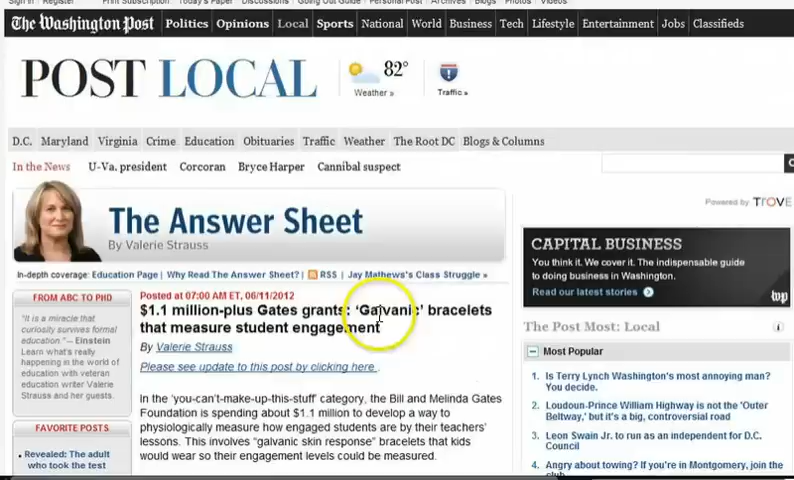 Sign In Register Print Subscription Today's Paper Discussions Going Out Guide Personal Post Archives Blogs Photos Videos
The Washington Post Politics Opinions Local Sports National World Business Tech Lifestyle Entertainment Jobs Classifieds
POST LOCAL
82°
Weather » Traffic »
D.C. Maryland Virginia Crime Education Obituaries Traffic Weather The Root DC Blogs & Columns
In the News U-Va. president Corcoran Bryce Harper Cannibal suspect
Powered by TROVE
The Answer Sheet
By Valerie Strauss
In-depth coverage: Education Page | Why Read The Answer Sheet? | RSS | Jay Mathews's Class Struggle »
FROM ABC TO PHD
"It is a miracle that
curiosity survives formal
education." -- Einstein
Learn what's really
happening in the world of
education with veteran
education writer Valerie
Strauss and her guests.
FAVORITE POSTS
• Revealed: The adult
who took the test
Posted at 07:00 AM ET, 06/11/2012
$1.1 million-plus Gates grants: ‘Galvanic’ bracelets
that measure student engagement
By Valerie Strauss
Please see update to this post by clicking here .
In the ‘you-can't-make-up-this-stuff’ category, the Bill and Melinda Gates
Foundation is spending about $1.1 million to develop a way to
physiologically measure how engaged students are by their teachers’
lessons. This involves “galvanic skin response” bracelets that kids
would wear so their engagement levels could be measured.
CAPITAL BUSINESS
You think it. We cover it. The indispensable guide
to doing business in Washington.
Read our latest stories
wp
The Post Most: Local
Most Popular
1. Is Terry Lynch Washington's most annoying man?
You decide.
2. Loudoun-Prince William Highway is not the 'Outer
Beltway,' but it's a big, controversial road
3. Leon Swain Jr. to run as an independent for D.C.
Council
4. Angry about towing? If you're in Montgomery, join the
club